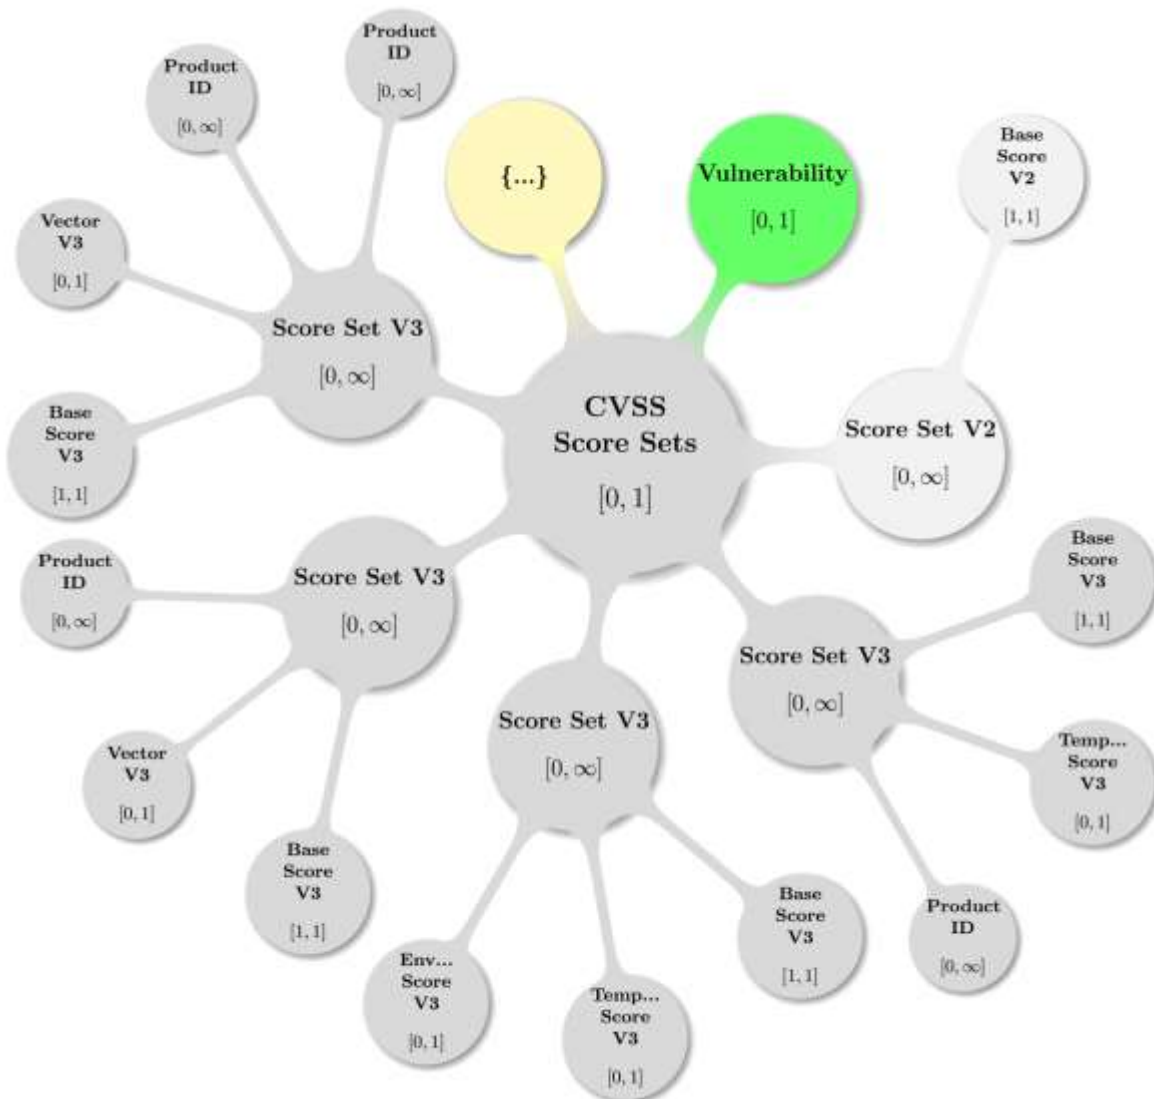 Product
ID
[0, ∞]
Product
ID
[0, ∞]
{...}
Vulnerability
[0, 1]
Base
Score
V2
[1, 1]
Vector
V3
[0, 1]
Score Set V3
[0, ∞]
CVSS
Score Sets
[0, 1]
Score Set V2
[0, ∞]
Base
Score
V3
[1, 1]
Product
ID
[0, ∞]
Score Set V3
[0, ∞]
Base
Score
V3
[1, 1]
Score Set V3
[0, ∞]
Score Set V3
[0, ∞]
Temp...
Score
V3
[0, 1]
Vector
V3
[0, 1]
Base
Score
V3
[1, 1]
Base
Score
V3
[1, 1]
Product
ID
[0, ∞]
Env...
Score
V3
[0, 1]
Temp...
Score
V3
[0, 1]